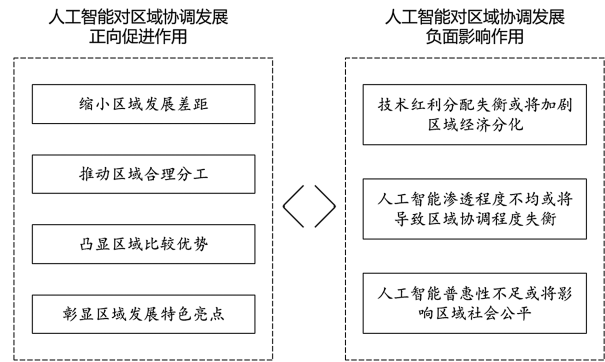 人工智能对区域协调发展
正向促进作用
缩小区域发展差距
推动区域合理分工
凸显区域比较优势
彰显区域发展特色亮点
人工智能对区域协调发展
负面影响作用
技术红利分配失衡或将加剧
区域经济分化
人工智能渗透程度不均或将
导致区域协调程度失衡
人工智能普惠性不足或将影
响区域社会公平